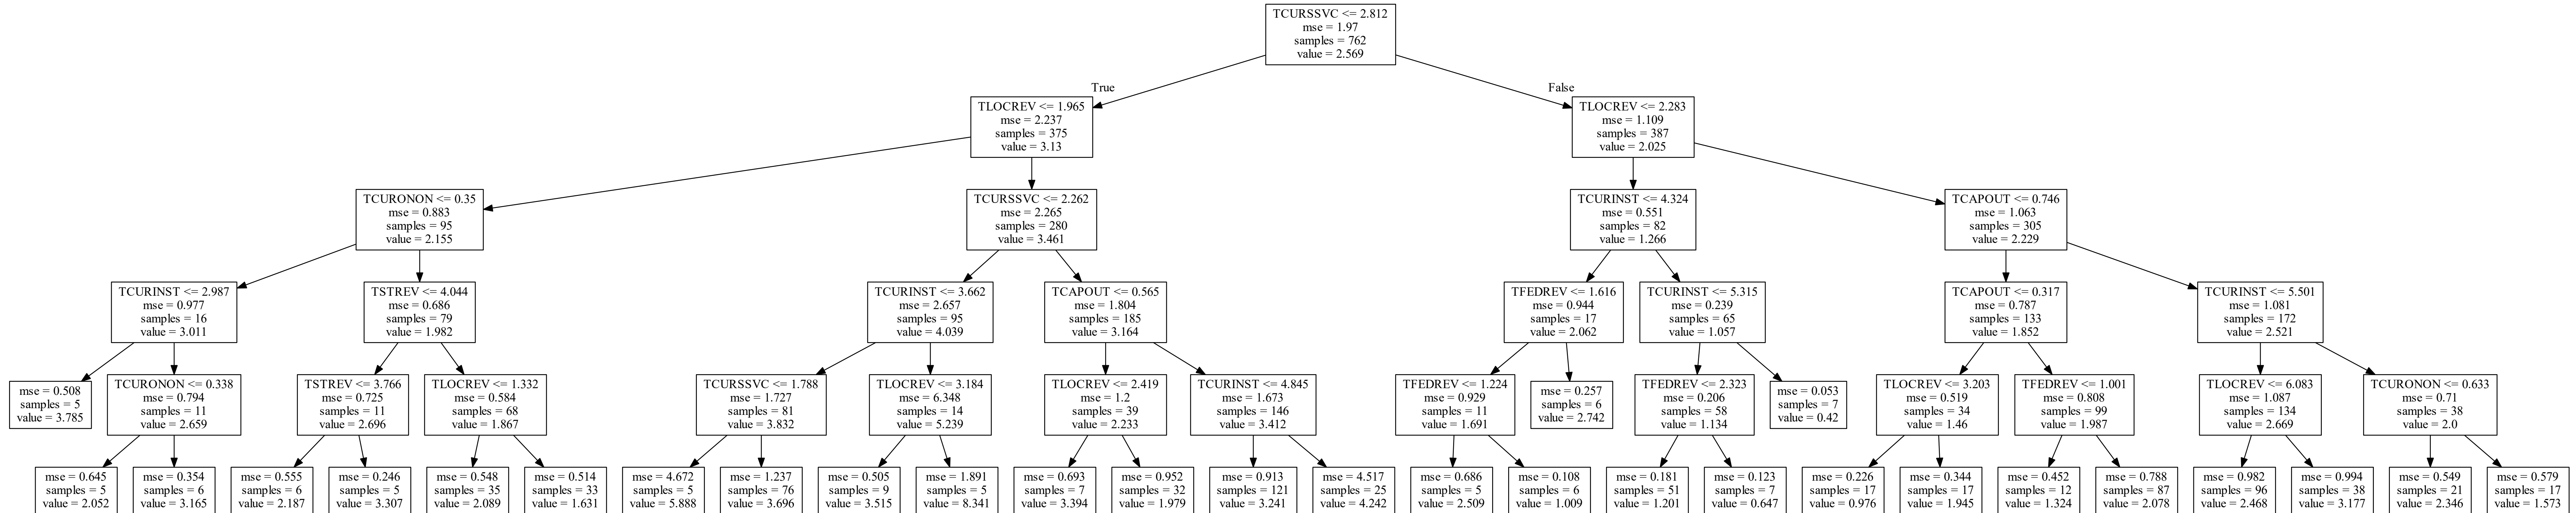 TCURSSVC <= 2.812
mse = 1.97
samples = 762
value = 2.569
True
False
TLOCREV <= 1.965
mse = 2.237
samples = 375
value = 3.13
TLOCREV <= 2.283
mse = 1.109
samples = 387
value = 2.025
TCURONON <= 0.35
mse = 0.883
samples = 95
value = 2.155
TCURSSVC <= 2.262
mse = 2.265
samples = 280
value = 3.461
TCURINST <= 4.324
mse = 0.551
samples = 82
value = 1.266
TCAPOUT <= 0.746
mse = 1.063
samples = 305
value = 2.229
TCURINST <= 2.987
mse = 0.977
samples = 16
value = 3.011
TSTREV <= 4.044
mse = 0.686
samples = 79
value = 1.982
TCURINST <= 3.662
mse = 2.657
samples = 95
value = 4.039
TCAPOUT <= 0.565
mse = 1.804
samples = 185
value = 3.164
TFEDREV <= 1.616
mse = 0.944
samples = 17
value = 2.062
TCURINST <= 5.315
mse = 0.239
samples = 65
value = 1.057
TCAPOUT <= 0.317
mse = 0.787
samples = 133
value = 1.852
TCURINST <= 5.501
mse = 1.081
samples = 172
value = 2.521
mse = 0.508
samples = 5
value = 3.785
TCURONON <= 0.338
mse = 0.794
samples = 11
value = 2.659
TSTREV <= 3.766
mse = 0.725
samples = 11
value = 2.696
TLOCREV <= 1.332
mse = 0.584
samples = 68
value = 1.867
TCURSSVC <= 1.788
mse = 1.727
samples = 81
value = 3.832
TLOCREV <= 3.184
mse = 6.348
samples = 14
value = 5.239
TLOCREV <= 2.419
mse = 1.2
samples = 39
value = 2.233
TCURINST <= 4.845
mse = 1.673
samples = 146
value = 3.412
TFEDREV <= 1.224
mse = 0.929
samples = 11
value = 1.691
mse = 0.257
samples = 6
value = 2.742
TFEDREV <= 2.323
mse = 0.206
samples = 58
value = 1.134
mse = 0.053
samples = 7
value = 0.42
TLOCREV <= 3.203
mse = 0.519
samples = 34
value = 1.46
TFEDREV <= 1.001
mse = 0.808
samples = 99
value = 1.987
TLOCREV <= 6.083
mse = 1.087
samples = 134
value = 2.669
TCURONON <= 0.633
mse = 0.71
samples = 38
value = 2.0
mse = 0.645
samples = 5
value = 2.052
mse = 0.354
samples = 6
value = 3.165
mse = 0.555
samples = 6
value = 2.187
mse = 0.246
samples = 5
value = 3.307
mse = 0.548
samples = 35
value = 2.089
mse = 0.514
samples = 33
value = 1.631
mse = 4.672
samples = 5
value = 5.888
mse = 1.237
samples = 76
value = 3.696
mse = 0.505
samples = 9
value = 3.515
mse = 1.891
samples = 5
value = 8.341
mse = 0.693
samples = 7
value = 3.394
mse = 0.952
samples = 32
value = 1.979
mse = 0.913
samples = 121
value = 3.241
mse = 4.517
samples = 25
value = 4.242
mse = 0.686
samples = 5
value = 2.509
mse = 0.108
samples = 6
value = 1.009
mse = 0.181
samples = 51
value = 1.201
mse = 0.123
samples = 7
value = 0.647
mse = 0.226
samples = 17
value = 0.976
mse = 0.344
samples = 17
value = 1.945
mse = 0.452
samples = 12
value = 1.324
mse = 0.788
samples = 87
value = 2.078
mse = 0.982
samples = 96
value = 2.468
mse = 0.994
samples = 38
value = 3.177
mse = 0.549
samples = 21
value = 2.346
mse = 0.579
samples = 17
value = 1.573